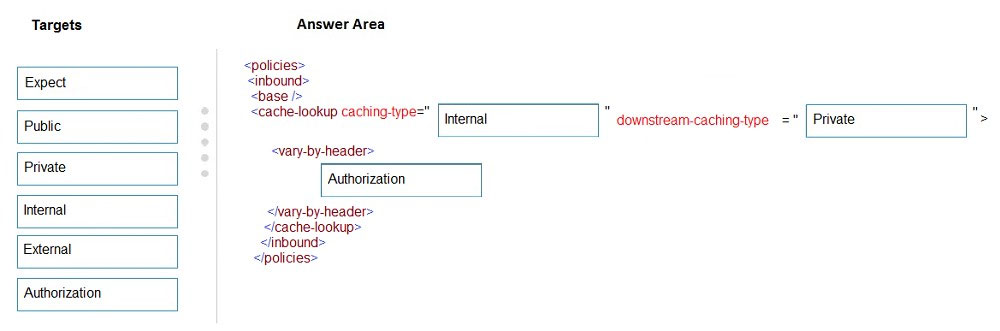 Targets
Expect
Public
Private
Internal
External
Authorization
Answer Area
<policies>
<inbound>
<base />
<cache-lookup caching-type=" Internal " downstream-caching-type = " Private ">
<vary-by-header>
Authorization
</vary-by-header>
</cache-lookup>
</inbound>
</policies>